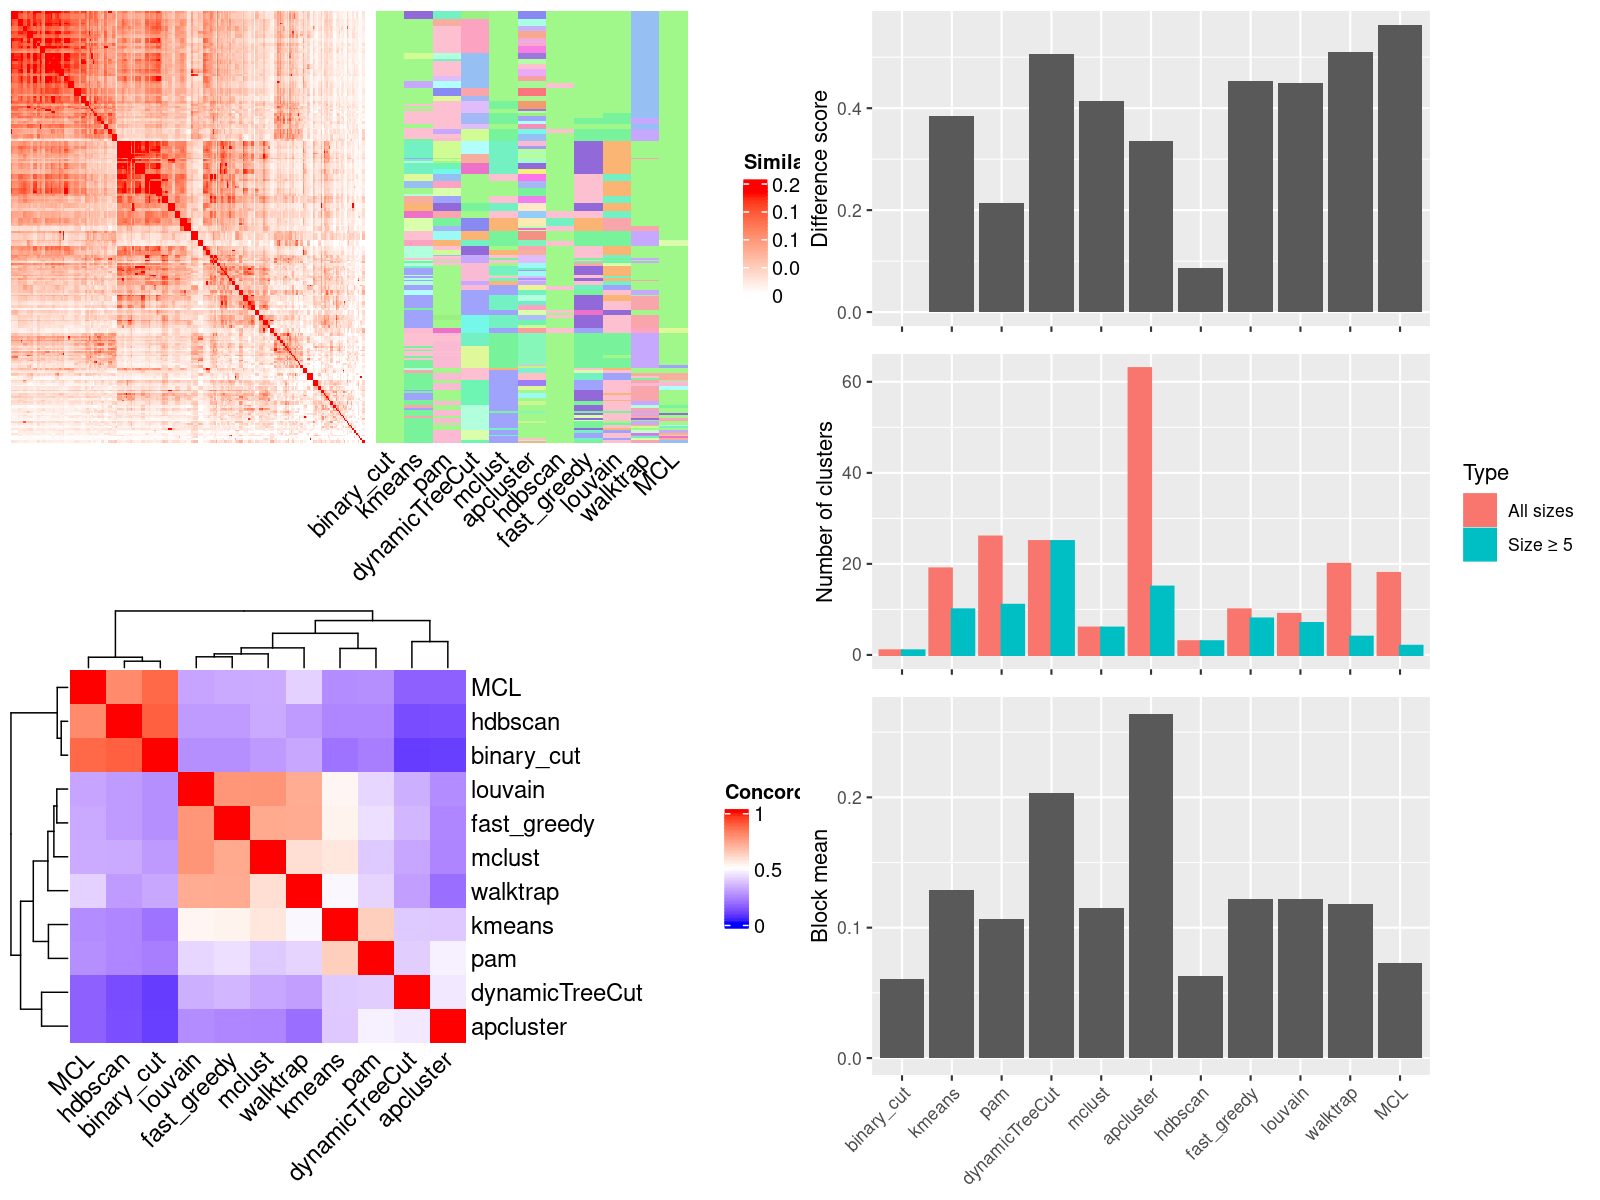 Simila
0.2
0.1
0.1
0.0
0
binary_cut
kmeans
pam
dynamicTreeCut
mclust
apcluster
hdbscan
fast_greedy
louvain
walktrap
MCL
MCL
hdbscan
binary_cut
louvain
fast_greedy
mclust
walktrap
kmeans
pam
dynamicTreeCut
apcluster
MCL
hdbscan
binary_cut
louvain
fast_greedy
mclust
walktrap
kmeans
pam
dynamicTreeCut
apcluster
Concord
1
0.5
0
Difference score
0.4
0.2
0.0
Number of clusters
60
40
20
0
Type
All sizes
Size ≥ 5
Block mean
0.2
0.1
0.0
binary_cut
kmeans
pam
dynamicTreeCut
mclust
apcluster
hdbscan
fast_greedy
louvain
walktrap
MCL